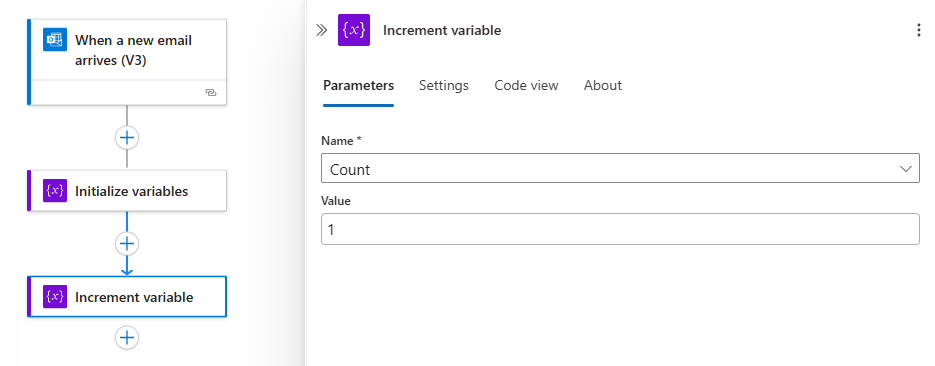 When a new email
arrives (V3)
{x} Initialize variables
{x} Increment variable
{x} Increment variable
Parameters Settings Code view About
Name *
Count
Value
1